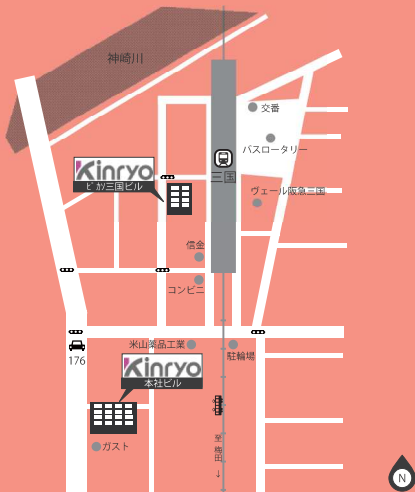 神崎川
交番
バスロータリー
Kinryo
ピカソ三国ビル
三国
ヴェール阪急三国
信金
コンビニ
米山薬品工業
駐輪場
176
Kinryo
本社ビル
ガスト
至 梅田 ↓
N